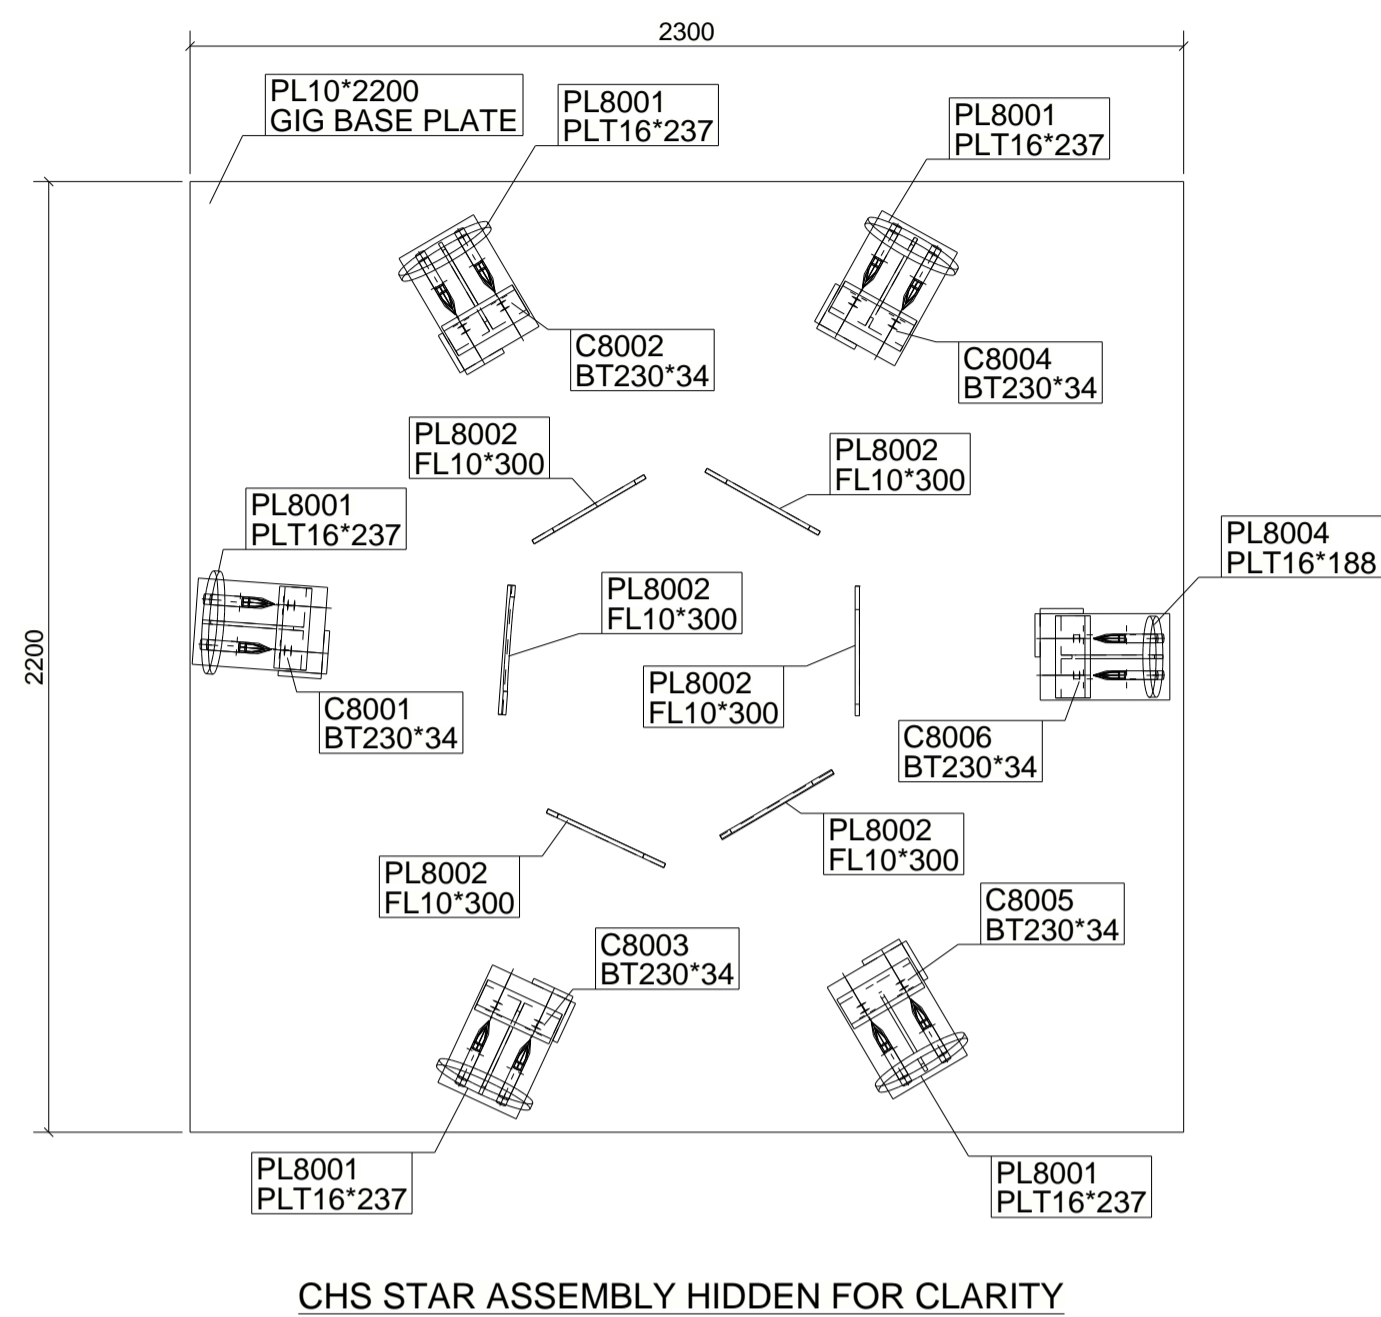 2300
PL10*2200
GIG BASE PLATE
PL8001
PLT16*237
PL8001
PLT16*237
C8002
BT230*34
C8004
BT230*34
PL8002
FL10*300
PL8002
FL10*300
PL8001
PLT16*237
PL8004
PLT16*188
PL8002
FL10*300
2200
PL8002
FL10*300
C8001
BT230*34
C8006
BT230*34
PL8002
FL10*300
PL8002
FL10*300
C8005
BT230*34
C8003
BT230*34
PL8001
PLT16*237
PL8001
PLT16*237
CHS STAR ASSEMBLY HIDDEN FOR CLARITY